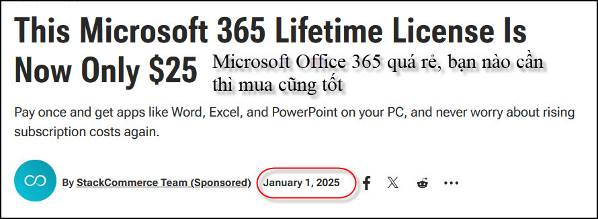 This Microsoft 365 Lifetime License Is
Now Only $25
Microsoft Office 365 quá rẻ, bạn nào cần
thì mua cũng tốt
Pay once and get apps like Word, Excel, and PowerPoint on your PC, and never worry about rising
subscription costs again.
By StackCommerce Team (Sponsored) January 1, 2025